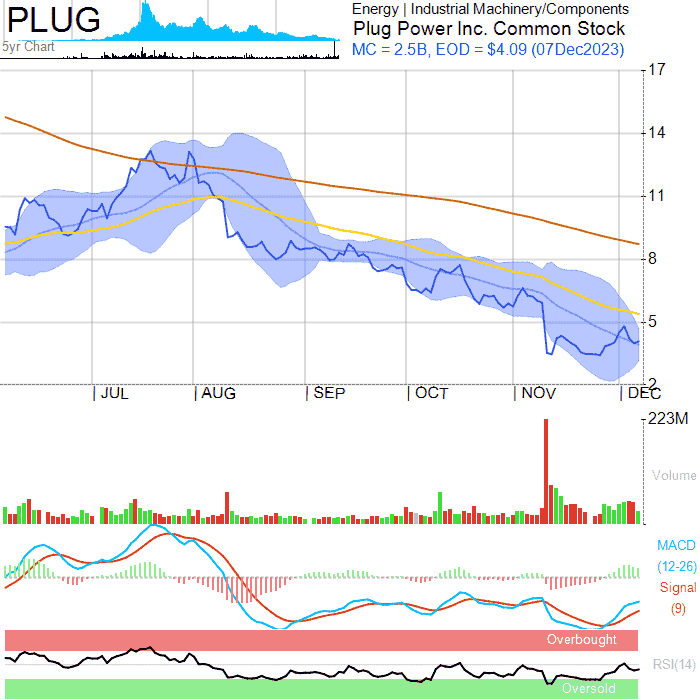 PLUG
5yr Chart
Energy | Industrial Machinery/Components
Plug Power Inc. Common Stock
MC = 2.5B, EOD = $4.09 (07Dec2023)
17
14
11
8
5
2
JUL
AUG
SEP
OCT
NOV
DEC
223M
Volume
MACD
(12-26)
Signal
(9)
Overbought
RSI(14)
Oversold